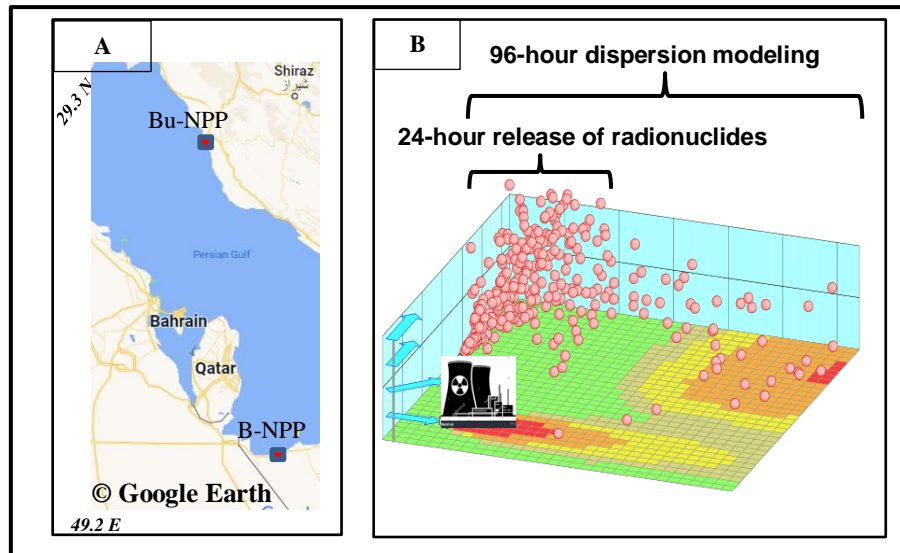 A
29.3 N
Shiraz
شیراز
Bu-NPP
Persian Gulf
Bahrain
Qatar
B-NPP
© Google Earth
49.2 E
B
96-hour dispersion modeling
24-hour release of radionuclides